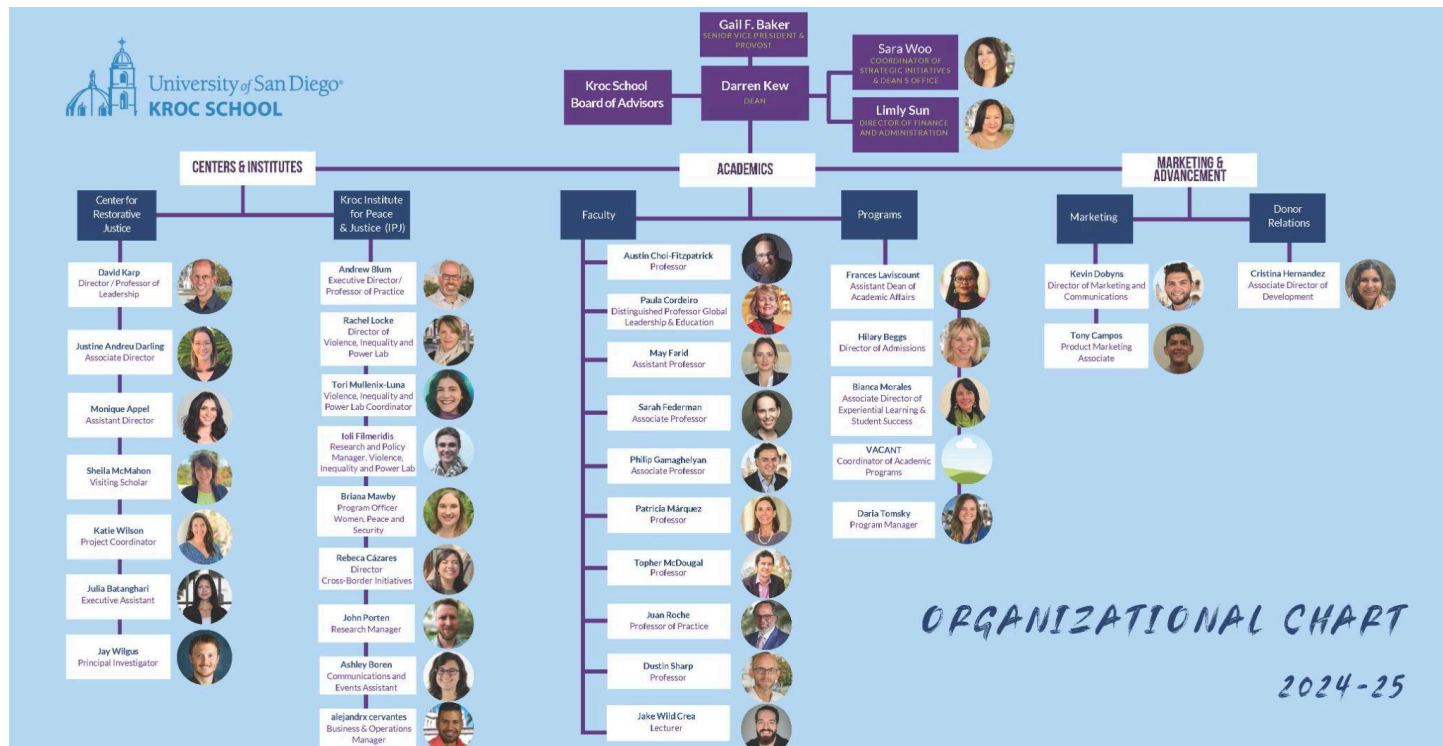 University of San Diego®
KROC SCHOOL
Gail F. Baker
SENIOR VICE PRESIDENT &
PROVOST
Kroc School
Board of Advisors
Darren Kew
DEAN
Sara Woo
COORDINATOR OF
STRATEGIC INITIATIVES
& DEAN S OFFICE
Limly Sun
DIRECTOR OF FINANCE
AND ADMINISTRATION
CENTERS & INSTITUTES
ACADEMICS
MARKETING &
ADVANCEMENT
Center for
Restorative
Justice
Kroc Institute
for Peace
& Justice (IPJ)
Faculty
Programs
Marketing
Donor
Relations
David Karp
Director / Professor of
Leadership
Justine Andreu Darling
Associate Director
Monique Appel
Assistant Director
Sheila McMahon
Visiting Scholar
Katie Wilson
Project Coordinator
Julia Batanghari
Executive Assistant
Jay Wilgus
Principal Investigator
Andrew Blum
Executive Director/
Professor of Practice
Rachel Locke
Director of
Violence, Inequality and
Power Lab
Tori Mullenix-Luna
Violence, Inequality and
Power Lab Coordinator
Ioli Filmeridis
Research and Policy
Manager, Violence,
Inequality and Power Lab
Briana Mawby
Program Officer
Women, Peace and
Security
Rebeca Cázares
Director
Cross-Border Initiatives
John Porten
Research Manager
Ashley Boren
Communications and
Events Assistant
alejandrx cervantes
Business & Operations
Manager
Austin Choi-Fitzpatrick
Professor
Paula Cordeiro
Distinguished Professor Global
Leadership & Education
May Farid
Assistant Professor
Sarah Federman
Associate Professor
Philip Gamaghelyan
Associate Professor
Patricia Márquez
Professor
Topher McDougal
Professor
Juan Roche
Professor of Practice
Dustin Sharp
Professor
Jake Wild Crea
Lecturer
Frances Laviscount
Assistant Dean of
Academic Affairs
Hilary Beggs
Director of Admissions
Bianca Morales
Associate Director of
Experiential Learning &
Student Success
VACANT
Coordinator of Academic
Programs
Daria Tomsky
Program Manager
Kevin Dobyns
Director of Marketing and
Communications
Tony Campos
Product Marketing
Associate
Cristina Hernandez
Associate Director of
Development
ORGANIZATIONAL CHART
2024-25